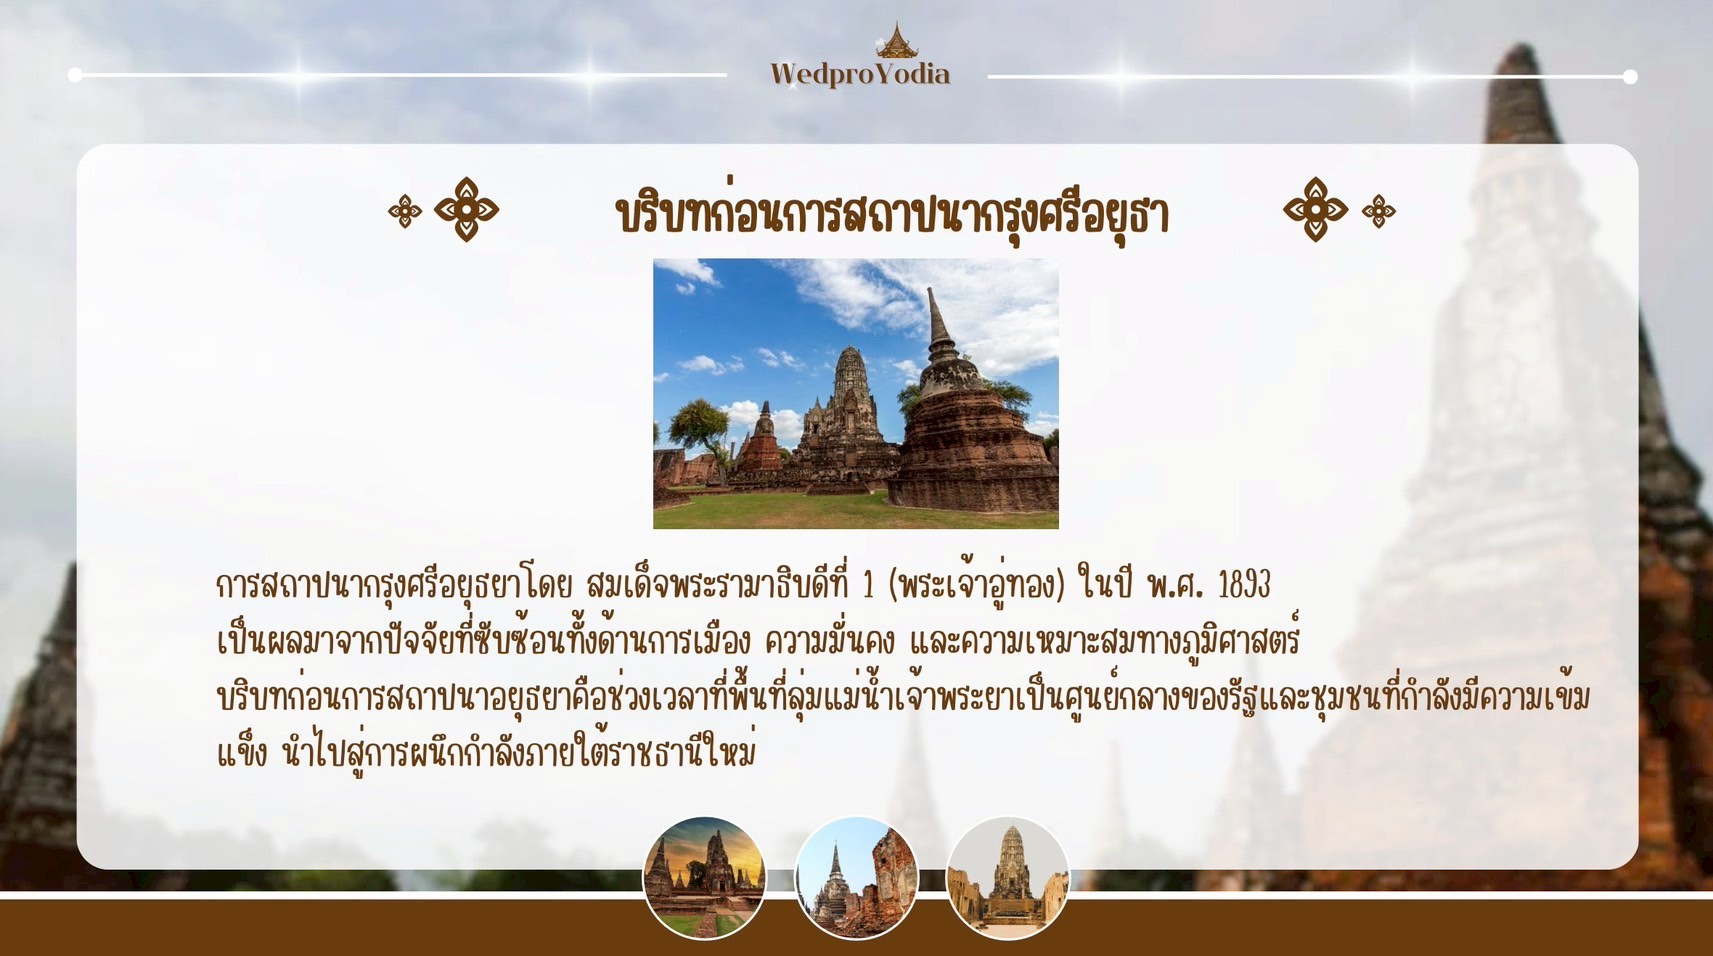 WedproYodia
บริบทก่อนการสถาปนากรุงศรีอยุธา
การสถาปนากรุงศรีอยุธยาโดย สมเด็จพระรามาธิบดีที่ 1 (พระเจ้าอู่ทอง) ในปี พ.ศ. 1893
เป็นผลมาจากปัจจัยที่ซับซ้อนทั้งด้านการเมือง ความมั่นคง และความเหมาะสมทางภูมิศาสตร์
บริบทก่อนการสถาปนาอยุธยาคือช่วงเวลาที่พื้นที่ลุ่มแม่น้ำเจ้าพระยาเป็นศูนย์กลางของรัฐและชุมชนที่กำลังมีความเข้ม
แข็ง นำไปสู่การผนึกกำลังภายใต้ราชธานีใหม่